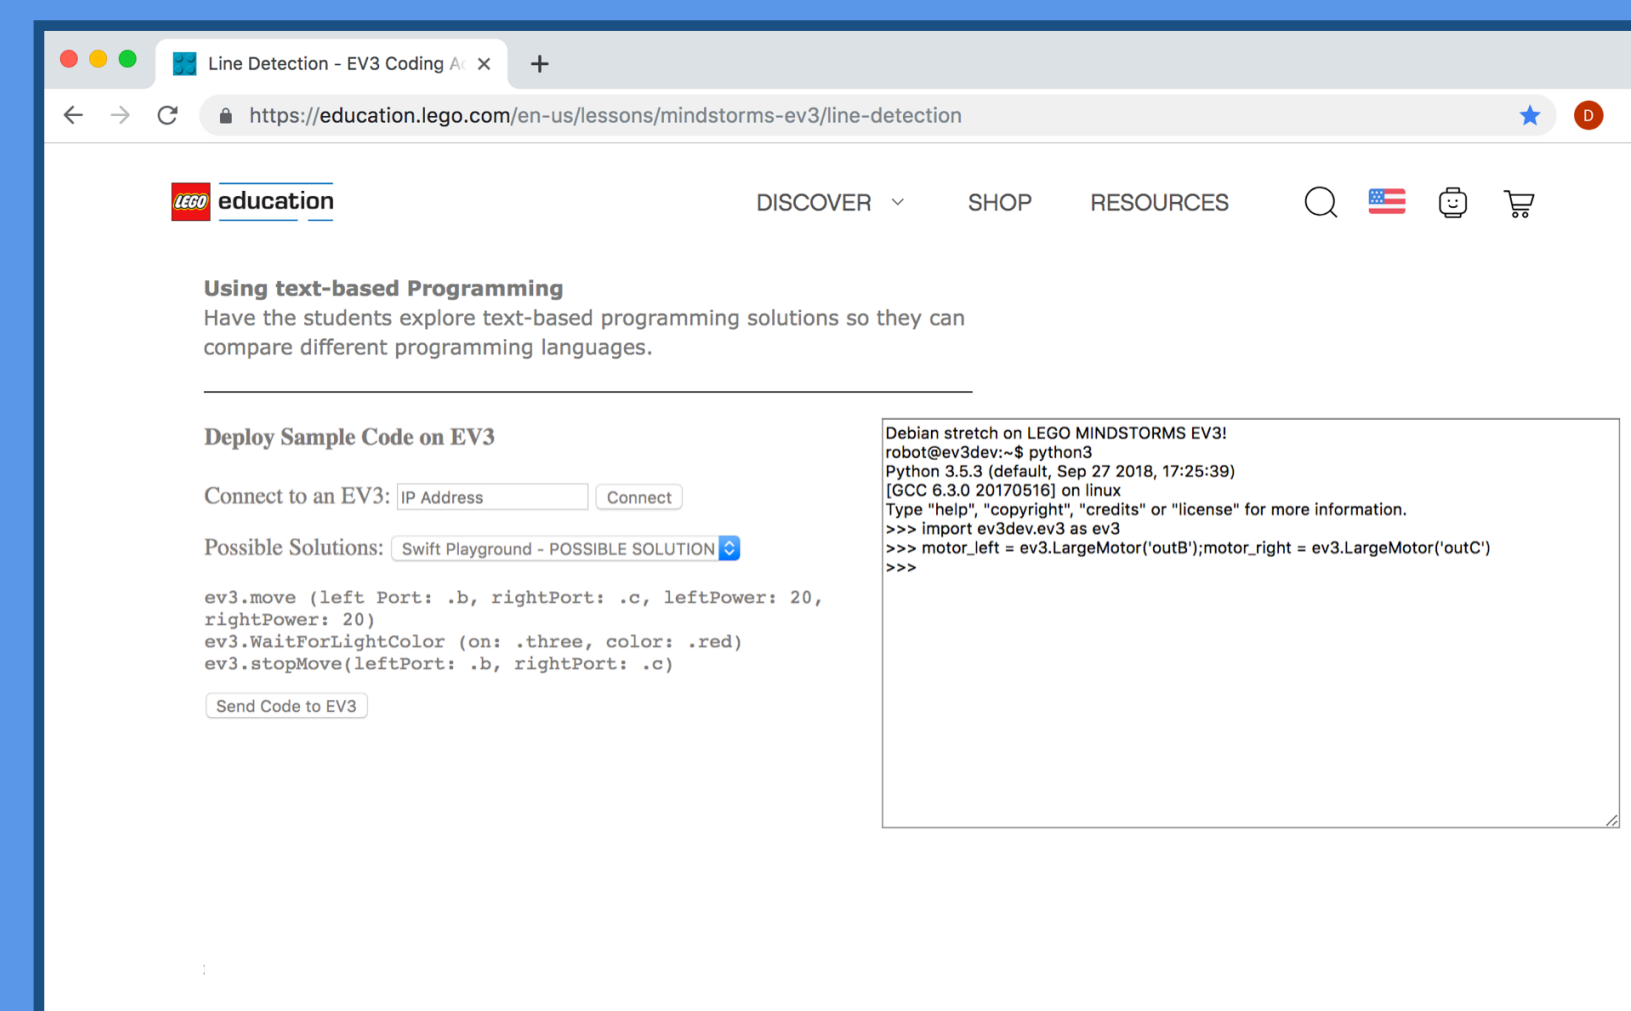 Line Detection - EV3 Coding Ac
https://education.lego.com/en-us/lessons/mindstorms-ev3/line-detection
D
LEGO education
DISCOVER SHOP RESOURCES
Using text-based Programming
Have the students explore text-based programming solutions so they can
compare different programming languages.
Deploy Sample Code on EV3
Connect to an EV3: IP Address Connect
Possible Solutions: Swift Playground - POSSIBLE SOLUTION
ev3.move (left Port: .b, rightPort: .c, leftPower: 20,
rightPower: 20)
ev3.WaitForLightColor (on: .three, color: .red)
ev3.stopMove(leftPort: .b, rightPort: .c)
Send Code to EV3
Debian stretch on LEGO MINDSTORMS EV3!
robot@ev3dev:~$ python3
Python 3.5.3 (default, Sep 27 2018, 17:25:39)
[GCC 6.3.0 20170516] on linux
Type "help", "copyright", "credits" or "license" for more information.
>>> import ev3dev.ev3 as ev3
>>> motor_left = ev3.LargeMotor('outB');motor_right = ev3.LargeMotor('outC')
>>>